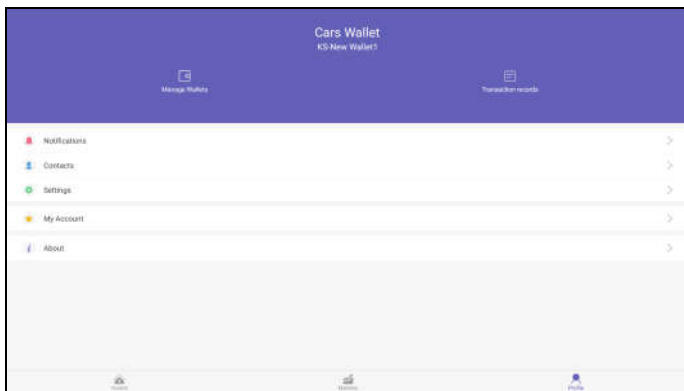 Cars Wallet
KS-New Wallet1
Manage Wallets
Transaction records
Notifications
Contacts
Settings
My Account
About
Profile